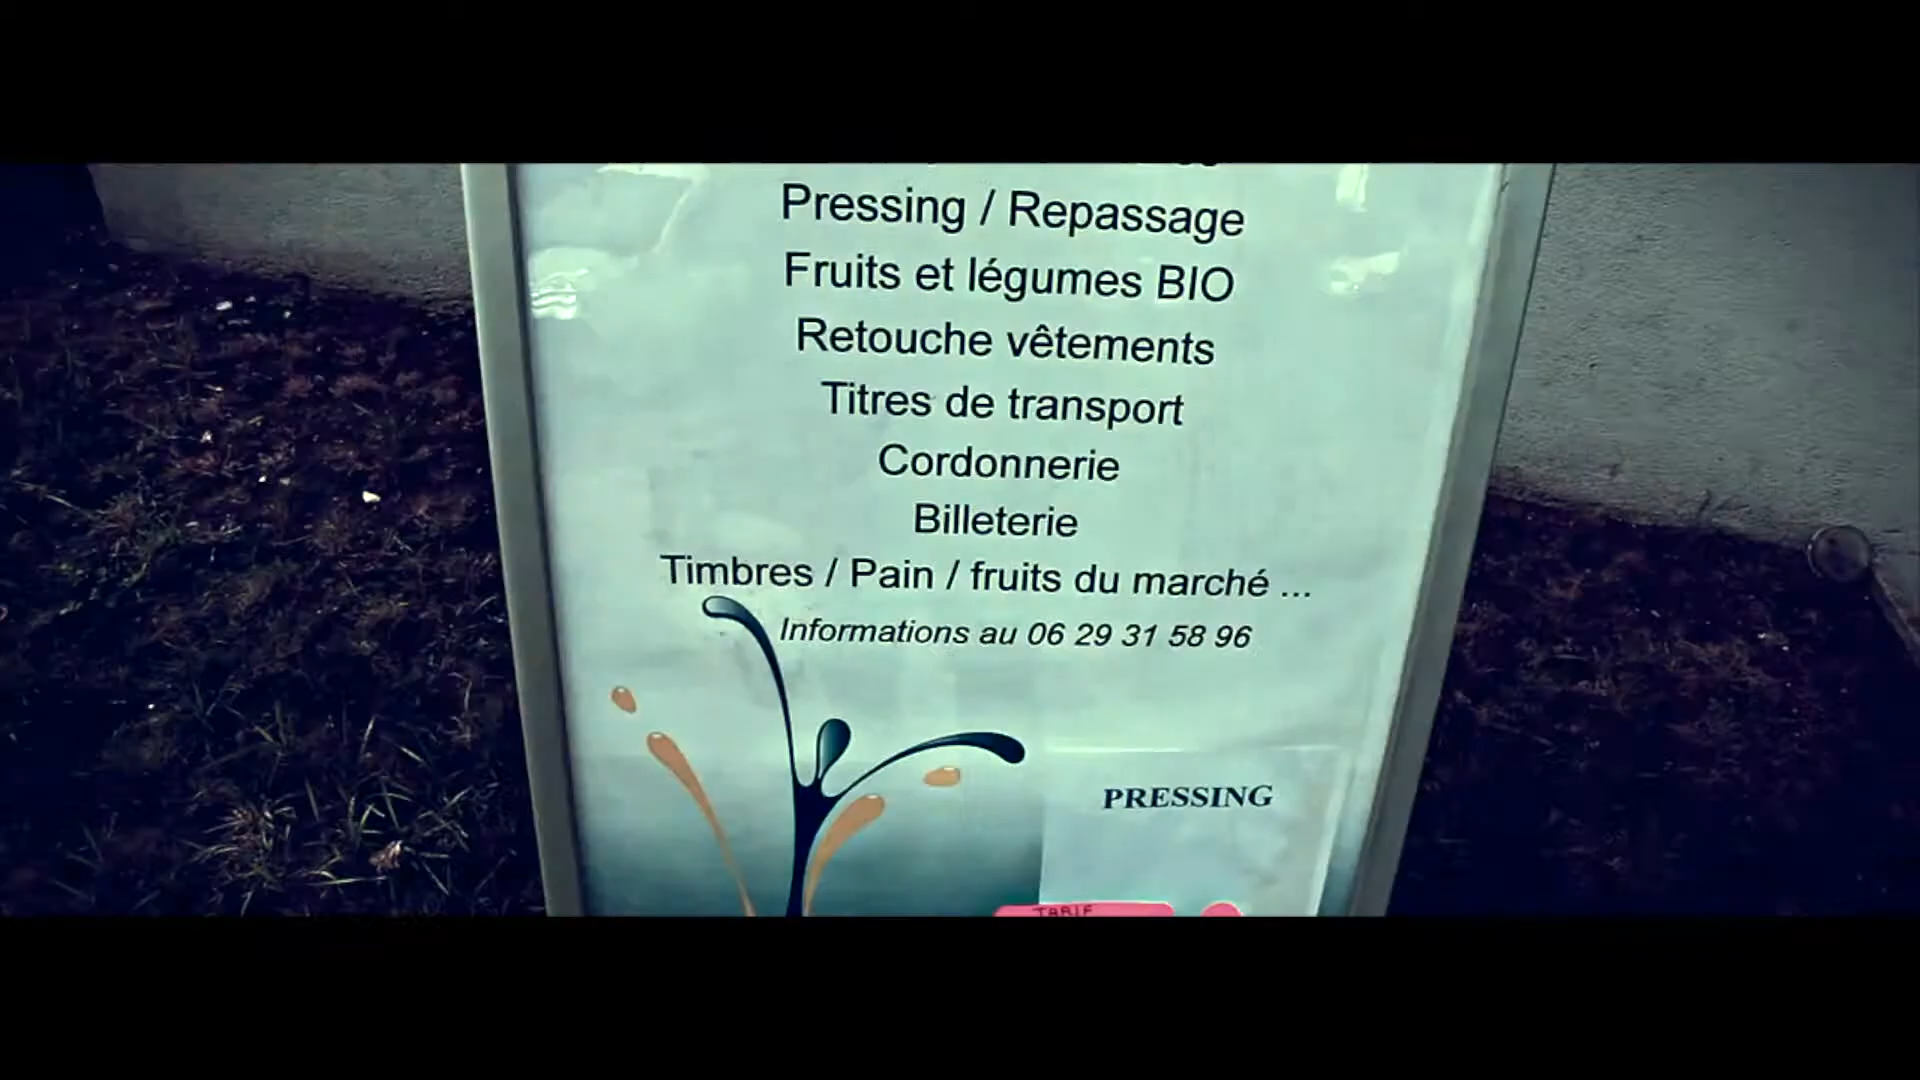 Pressing / Repassage
Fruits et légumes BIO
Retouche vêtements
Titres de transport
Cordonnerie
Billeterie
Timbres / Pain / fruits du marché ...
Informations au 06 29 31 58 96
PRESSING
TARIF